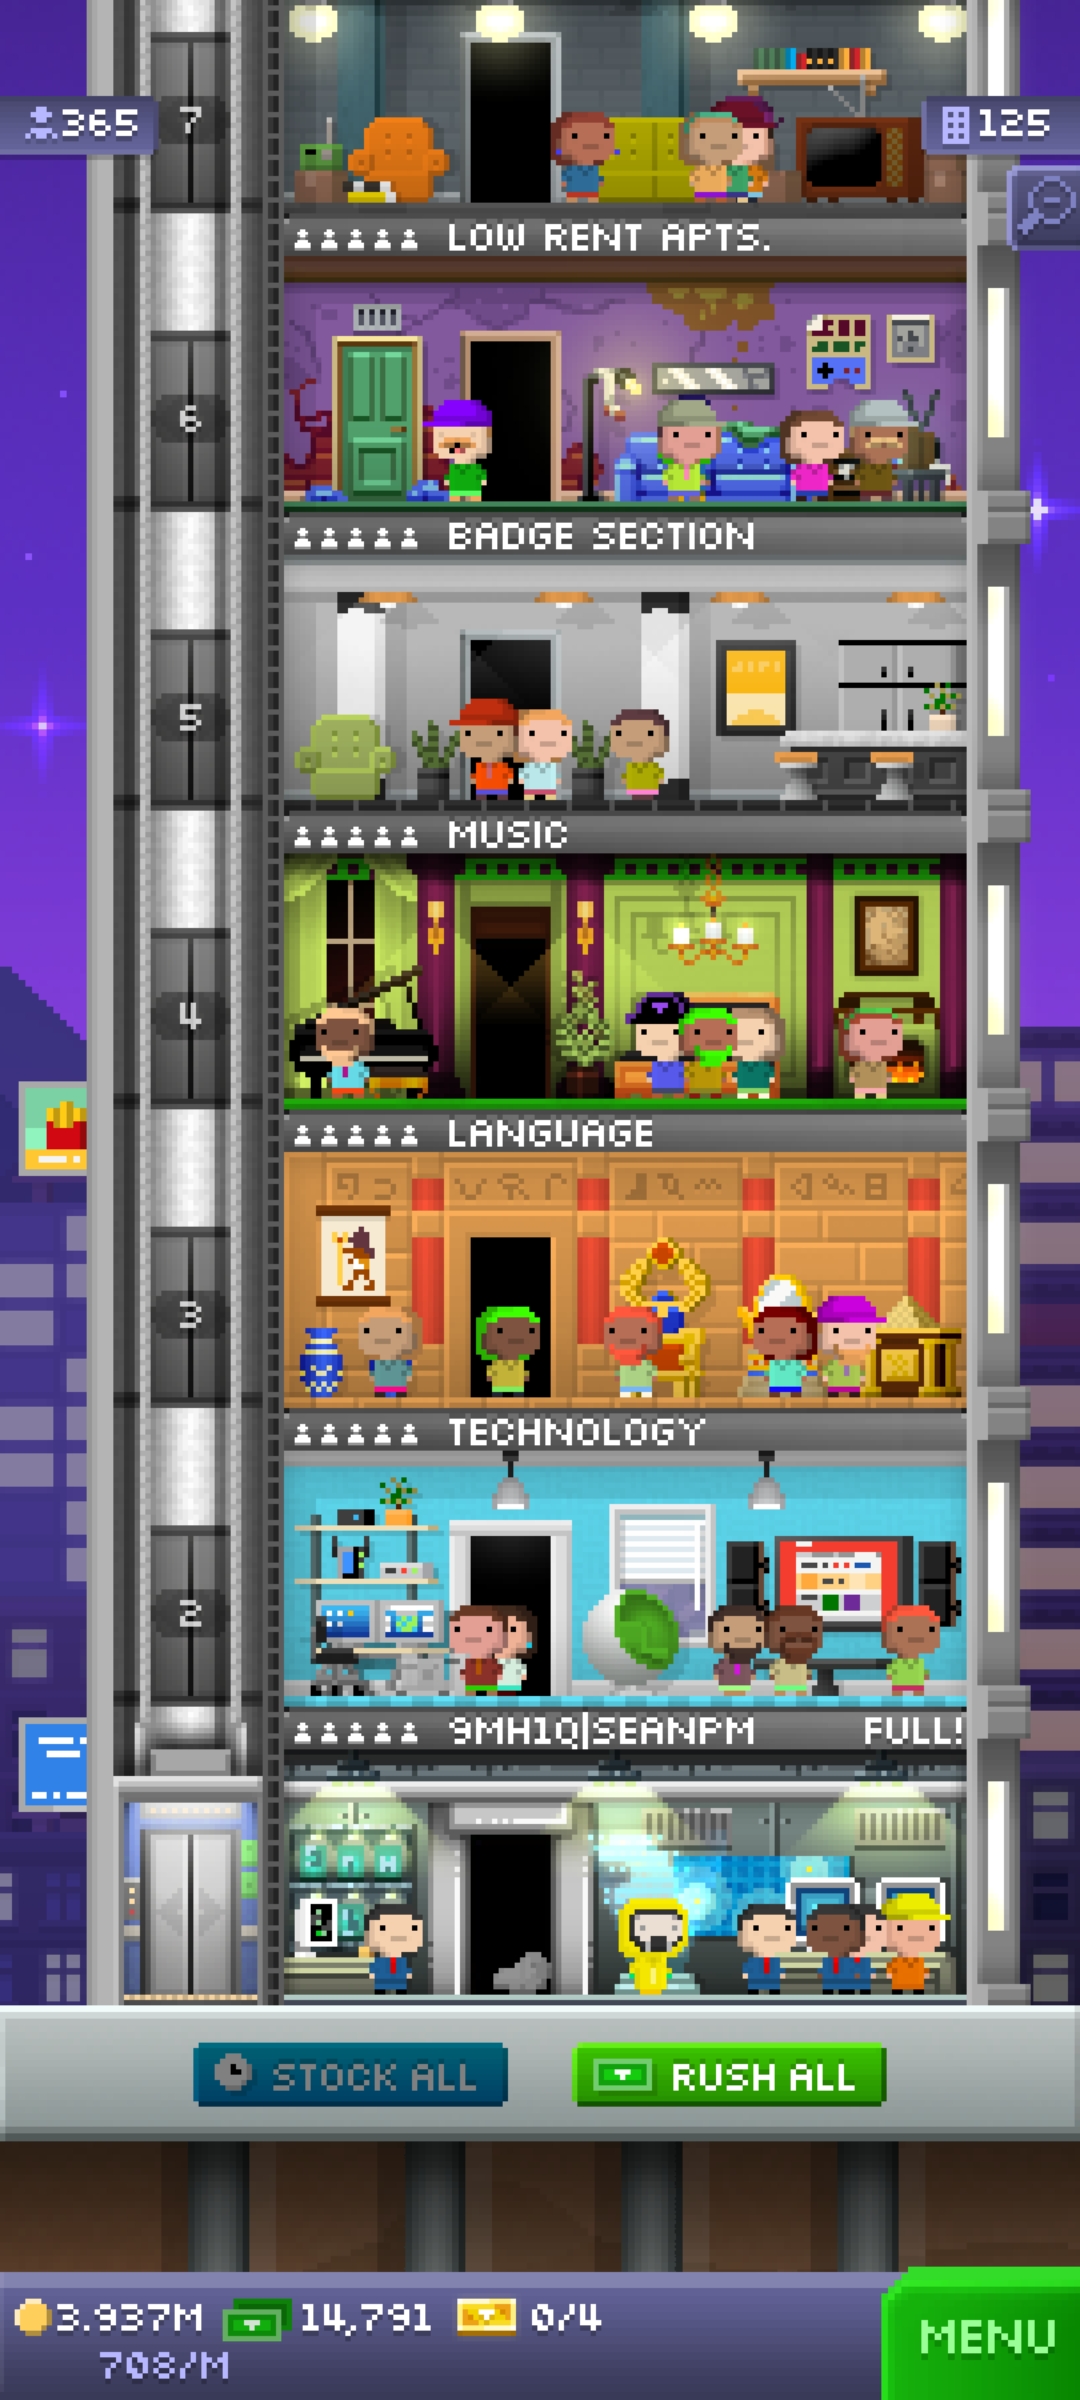 365
7
125
LOW RENT APTS.
6
BADGE SECTION
5
MUSIC
4
LANGUAGE
3
TECHNOLOGY
2
9MH1Q|SEANPM FULL!
STOCK ALL
RUSH ALL
3.937M 14,791 0/4
708/M
MENU